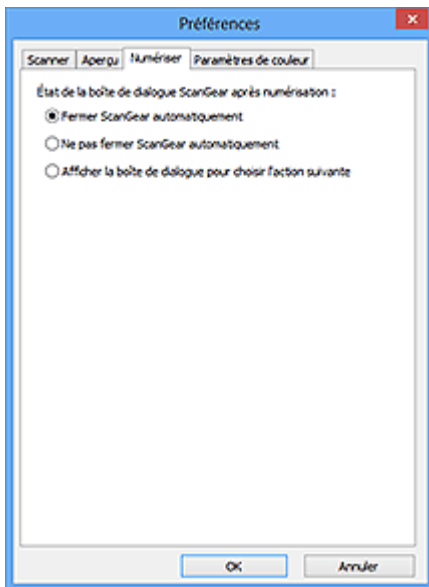 Préférences
Scanner Aperçu Numériser Paramètres de couleur
État de la boîte de dialogue ScanGear après numérisation :
Fermer ScanGear automatiquement
Ne pas fermer ScanGear automatiquement
Afficher la boîte de dialogue pour choisir l'action suivante
OK Annuler